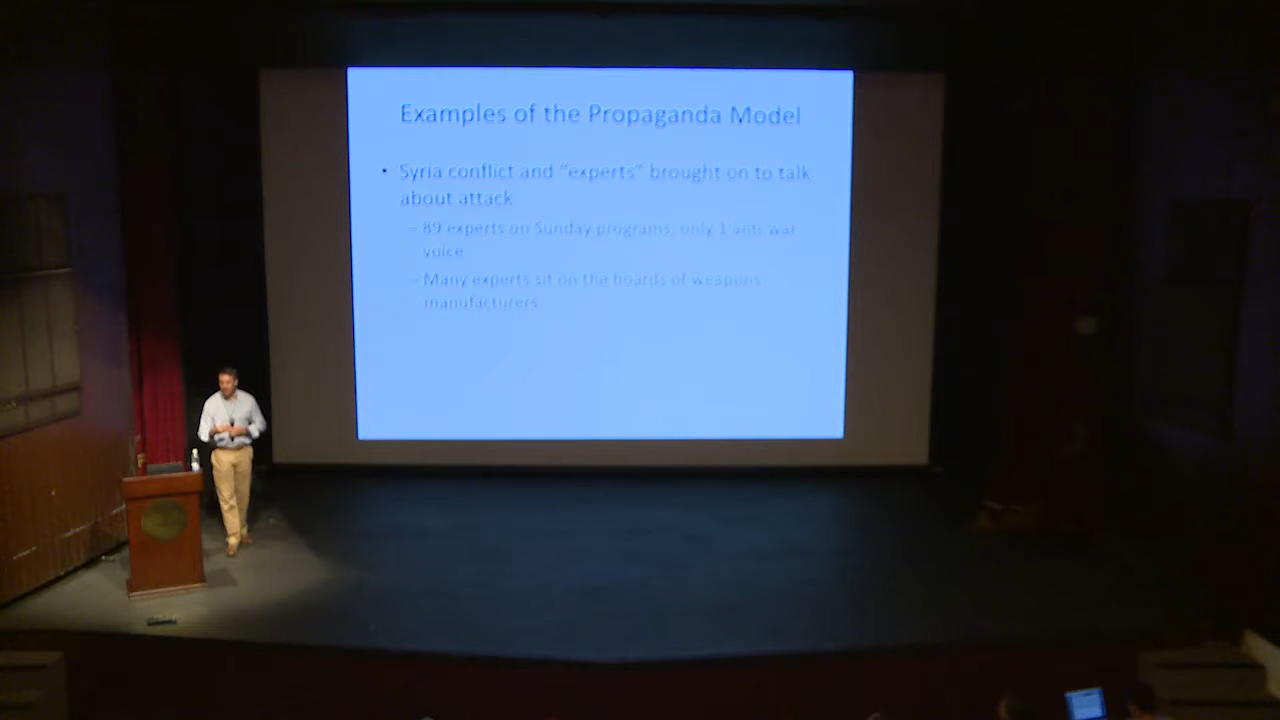 Examples of the Propaganda Model
• Syria conflict and "experts" brought on to talk
about attack
– 89 experts on Sunday programs, only 1 anti war
voice
– Many experts sit on the boards of weapons
manufacturers